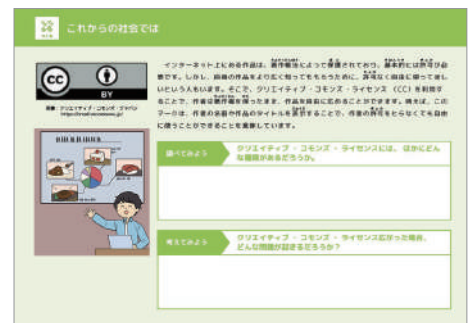 これからの社会では
インターネット上にある作品は、著作権法によって保護されており、基本的には許可が必
要です。しかし、自分の作品をより広く知ってもらうために、許可なく自由に使ってほし
いという人もいます。そこで、クリエイティブ・コモンズ・ライセンス(CC)を利用す
ることで、作者は著作権を保ったまま、作品を自由に広めることができます。例えば、この
マークは、作者の名前や作品のタイトルを表示することで、作者の許可をとらなくても自由
に使うことができることを意味しています。
cc
BY
調べてみよう
クリエイティブ・コモンズ・ライセンスには、ほかにどん
な種類があるだろうか。
考えてみよう
クリエイティブ・コモンズ・ライセンス広がった場合、
どんな問題が起きるだろうか？